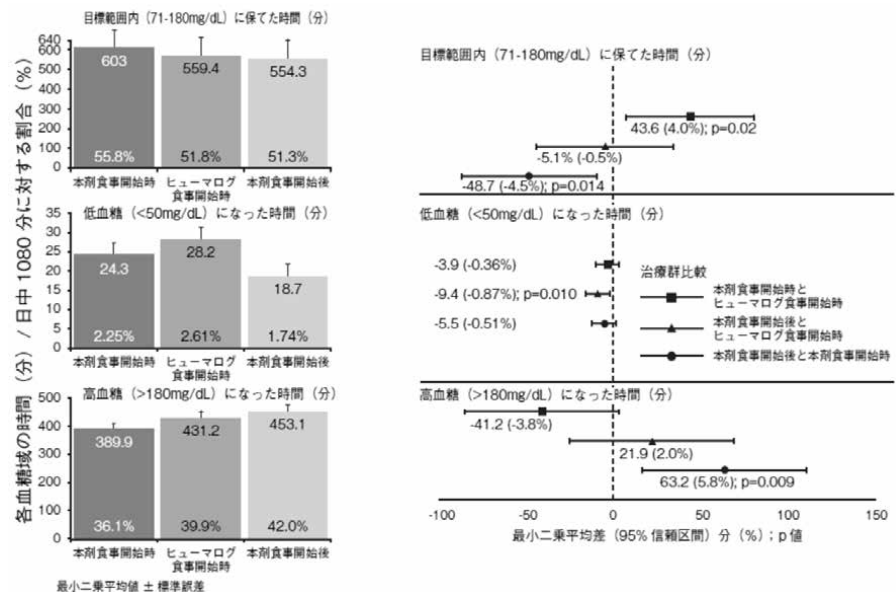 各血糖域の時間（分）/ 日中 1080 分に対する割合（%）
目標範囲内（71-180mg/dL）に保てた時間（分）
640
600
500
400
300
200
100
0
603
559.4
554.3
55.8%
51.8%
51.3%
本剤食事開始時
ヒューマログ
食事開始時
本剤食事開始後
低血糖（<50mg/dL）になった時間（分）
35
30
25
20
15
10
5
0
24.3
28.2
18.7
2.25%
2.61%
1.74%
本剤食事開始時
ヒューマログ
食事開始時
本剤食事開始後
高血糖（>180mg/dL）になった時間（分）
500
400
300
200
100
0
389.9
431.2
453.1
36.1%
39.9%
42.0%
本剤食事開始時
ヒューマログ
食事開始時
本剤食事開始後
最小二乗平均値 ± 標準誤差
目標範囲内（71-180mg/dL）に保てた時間（分）
43.6 (4.0%); p=0.02
-5.1% (-0.5%)
-48.7 (-4.5%); p=0.014
低血糖（<50mg/dL）になった時間（分）
-3.9 (-0.36%)
-9.4 (-0.87%); p=0.010
-5.5 (-0.51%)
治療群比較
本剤食事開始時と
ヒューマログ食事開始時
本剤食事開始後と
ヒューマログ食事開始時
本剤食事開始後と本剤食事開始時
高血糖（>180mg/dL）になった時間（分）
-41.2 (-3.8%)
21.9 (2.0%)
63.2 (5.8%); p=0.009
-100
-50
0
50
100
150
最小二乗平均差（95% 信頼区間）分（%）; p 値